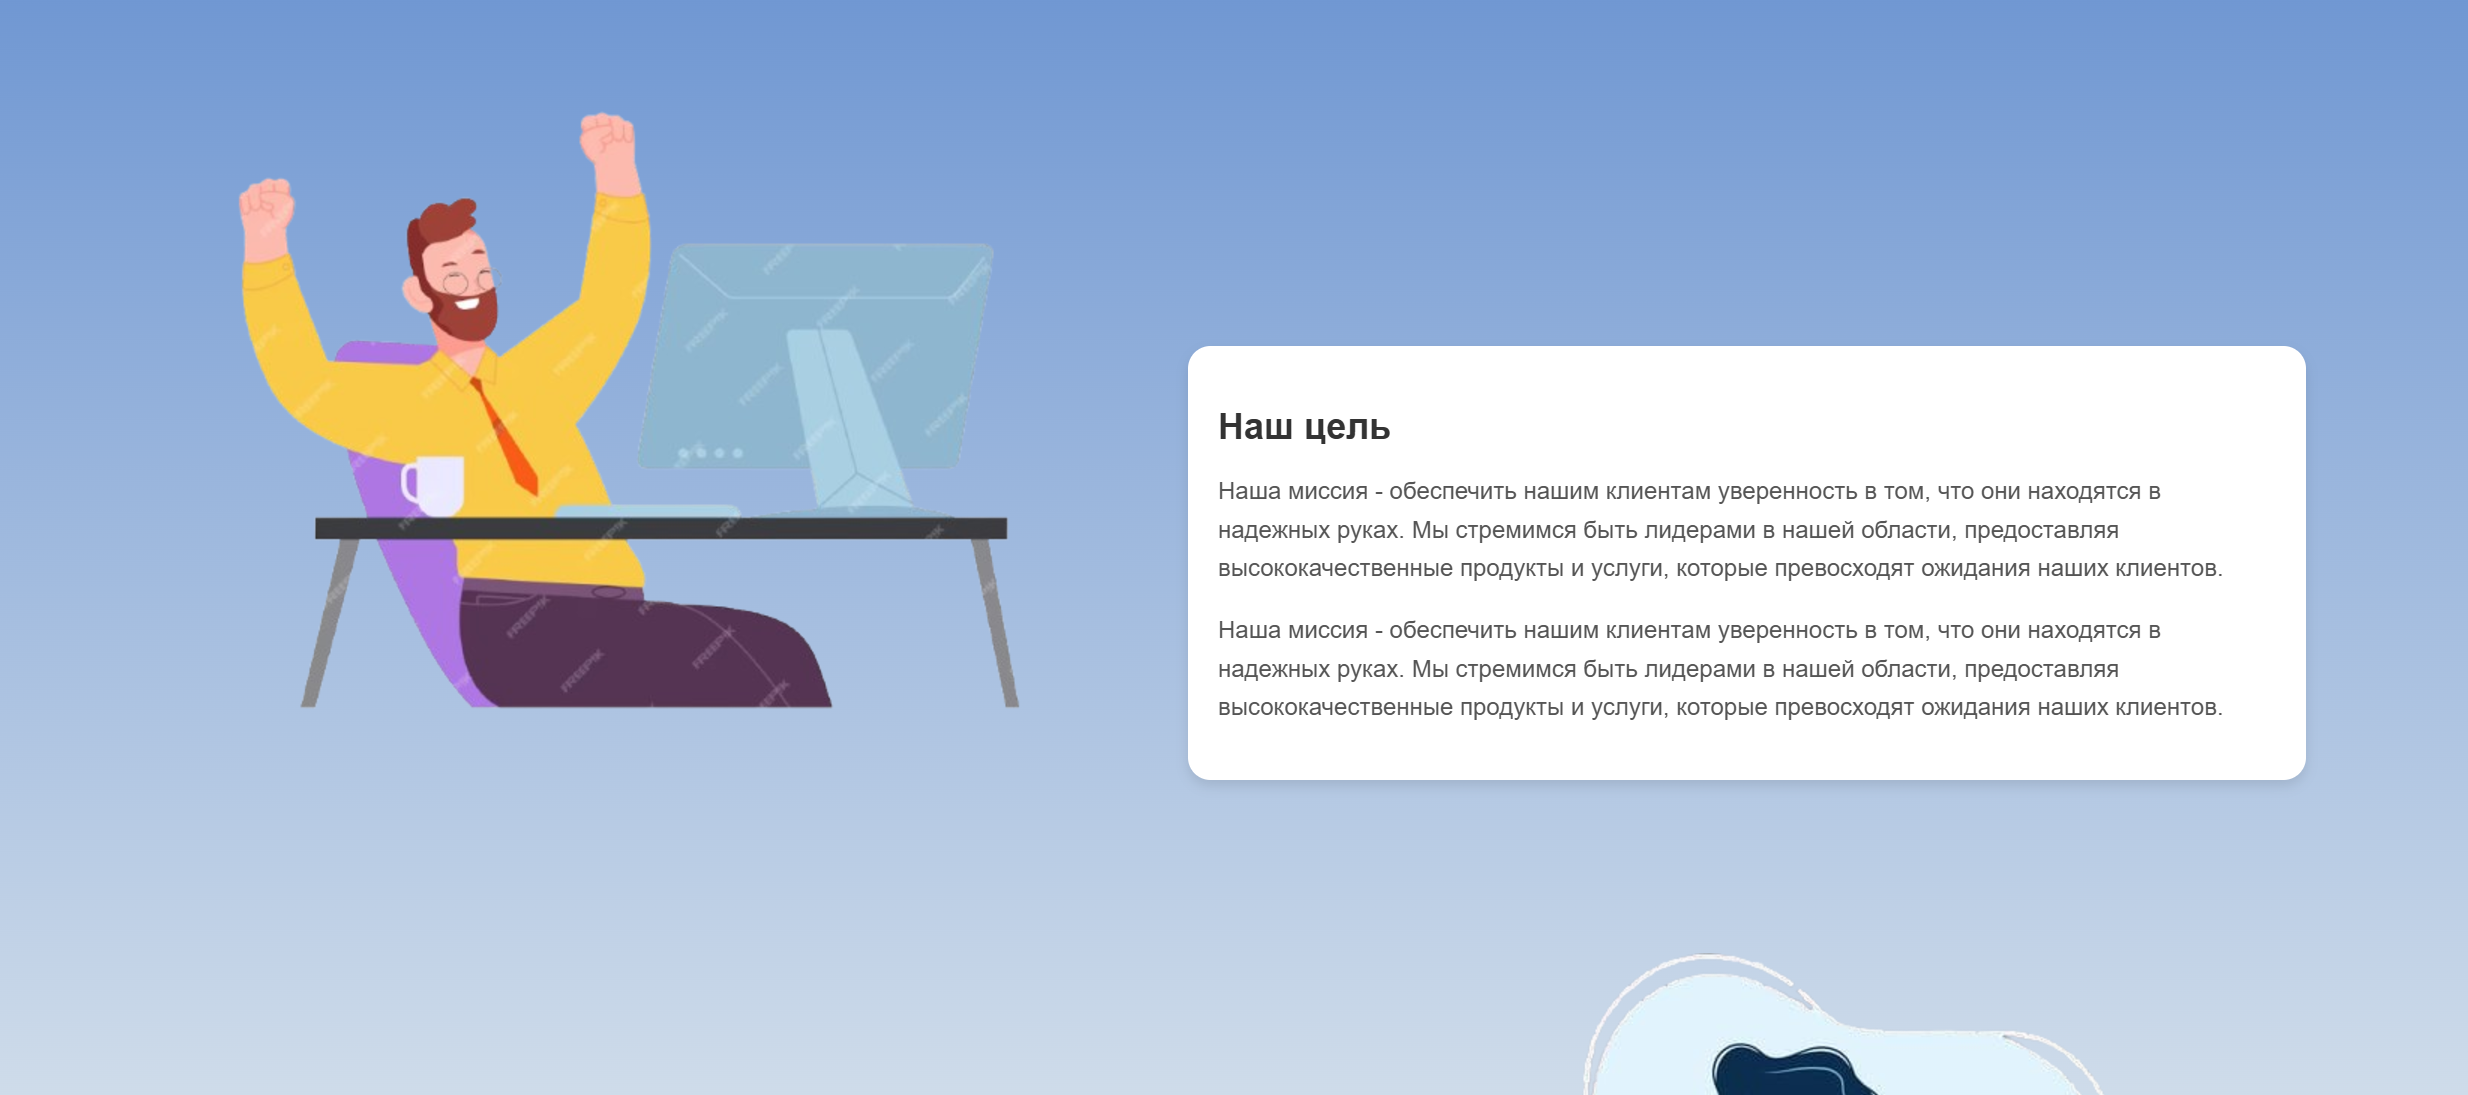 Наш цель
Наша миссия - обеспечить нашим клиентам уверенность в том, что они находятся в
надежных руках. Мы стремимся быть лидерами в нашей области, предоставляя
высококачественные продукты и услуги, которые превосходят ожидания наших клиентов.
Наша миссия - обеспечить нашим клиентам уверенность в том, что они находятся в
надежных руках. Мы стремимся быть лидерами в нашей области, предоставляя
высококачественные продукты и услуги, которые превосходят ожидания наших клиентов.
FREEPIK